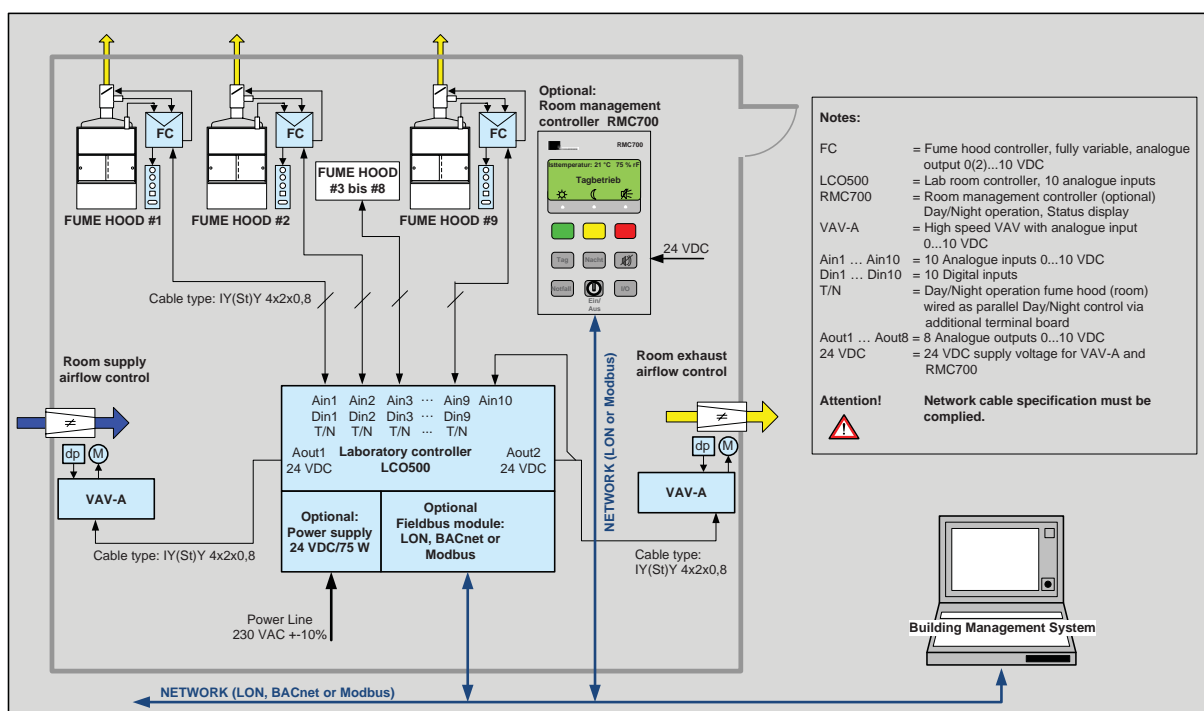 FC
FC
FC
FUME HOOD #1
FUME HOOD #2
FUME HOOD
#3 bis #8
FUME HOOD #9
Optional:
Room management
controller RMC700
RMC700
Isttemperatur: 21 °C 75 % rF
Tagbetrieb
Tag
Nacht
Notfall
I/O
Ein/
Aus
24 VDC
Cable type: IY(St)Y 4x2x0,8
Room supply
airflow control
dp
M
VAV-A
Cable type: IY(St)Y 4x2x0,8
Ain1 Ain2 Ain3 ··· Ain9 Ain10
Din1 Din2 Din3 ··· Din9
T/N T/N T/N ··· T/N
Aout1 Laboratory controller Aout2
24 VDC LCO500 24 VDC
Optional:
Power supply
24 VDC/75 W
Optional
Fieldbus module:
LON, BACnet or
Modbus
Power Line
230 VAC +-10%
NETWORK (LON or Modbus)
Room exhaust
airflow control
dp
M
VAV-A
Cable type:
IY(St)Y 4x2x0,8
NETWORK (LON, BACnet or Modbus)
Notes:
FC = Fume hood controller, fully variable, analogue
output 0(2)...10 VDC
LCO500 = Lab room controller, 10 analogue inputs
RMC700 = Room management controller (optional)
Day/Night operation, Status display
VAV-A = High speed VAV with analogue input
0...10 VDC
Ain1 ... Ain10 = 10 Analogue inputs 0...10 VDC
Din1 ... Din10 = 10 Digital inputs
T/N = Day/Night operation fume hood (room)
wired as parallel Day/Night control via
additional terminal board
Aout1 ... Aout8 = 8 Analogue outputs 0...10 VDC
24 VDC = 24 VDC supply voltage for VAV-A and
RMC700
Attention! Network cable specification must be
complied.
Building Management System